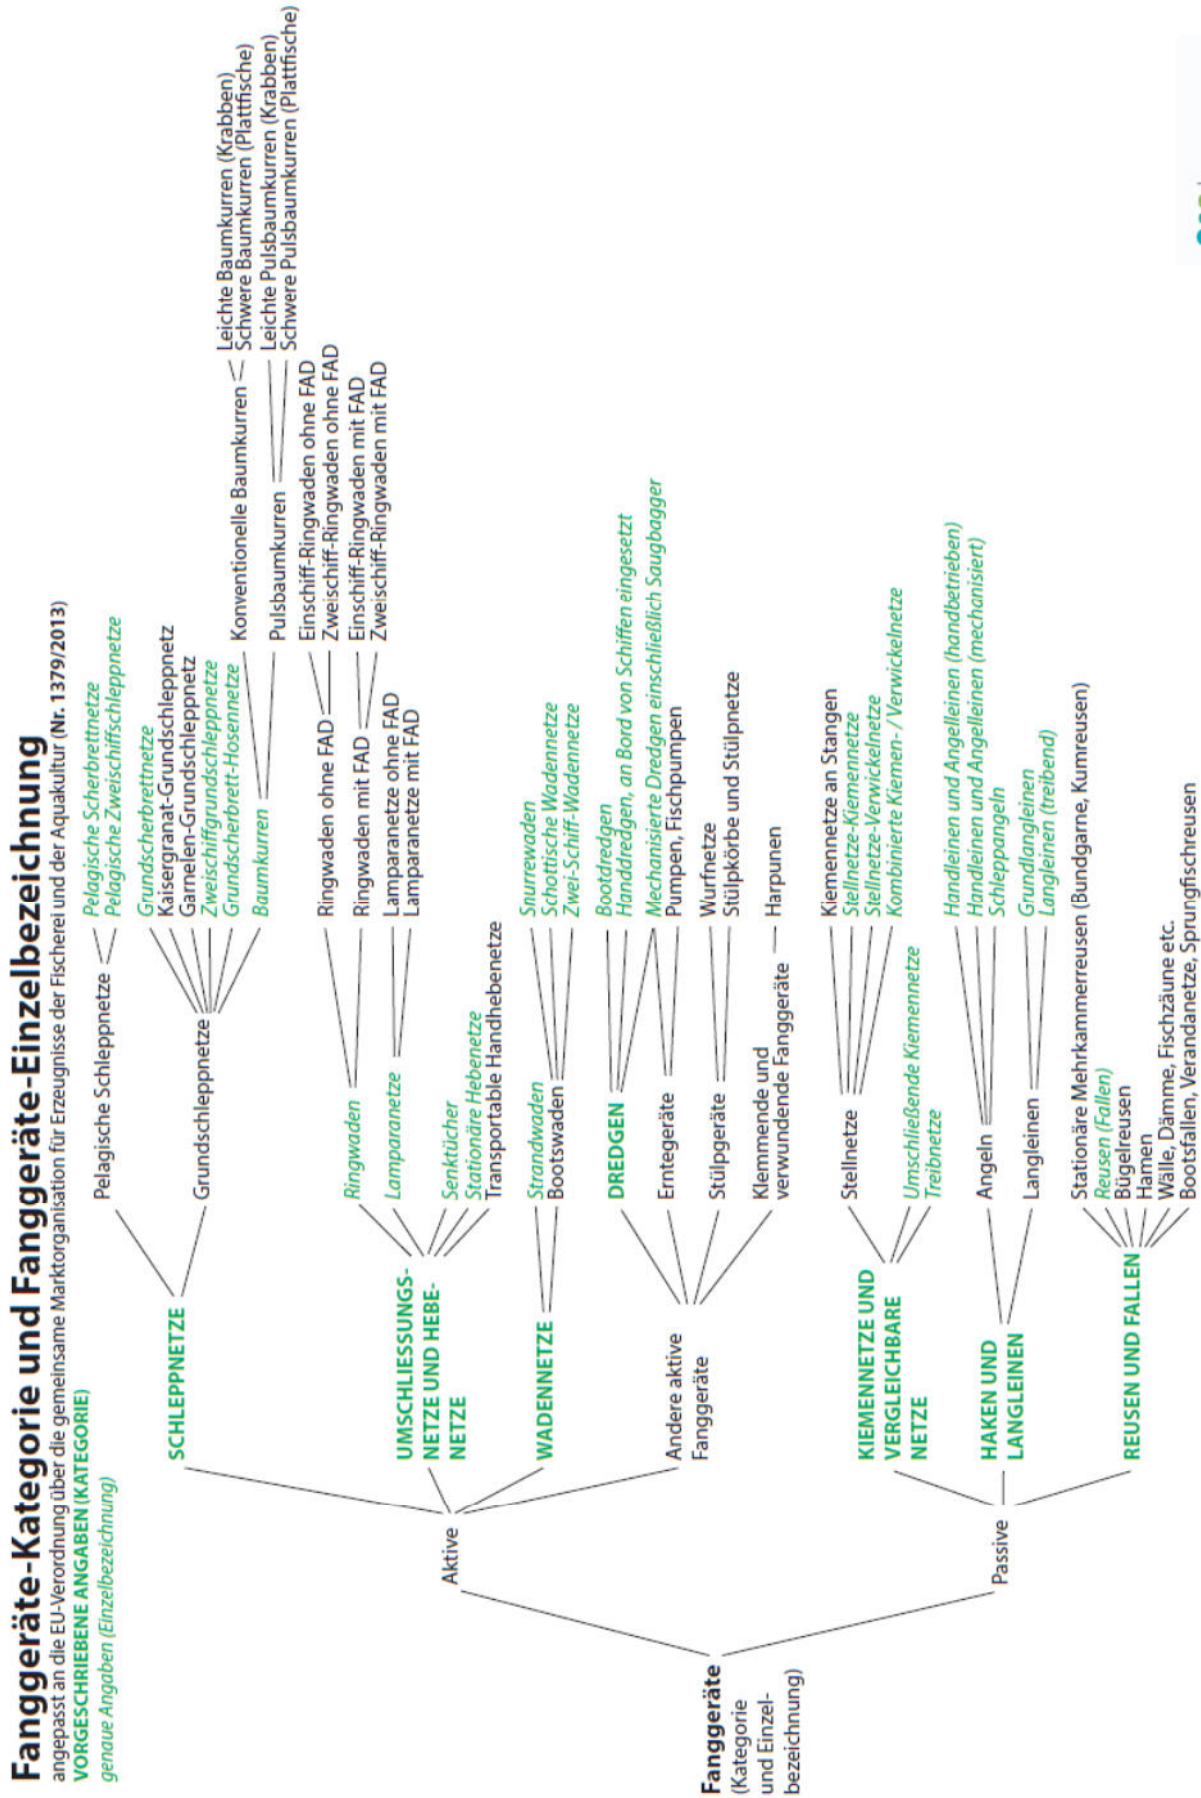 Fanggeräte-Kategorie und Fanggeräte-Einzelbezeichnung
angepasst an die EU-Verordnung über die gemeinsame Marktorganisation für Erzeugnisse der Fischerei und der Aquakultur (Nr. 1379/2013)
VORGESCHRIEBENE ANGABEN (KATEGORIE)
genaue Angaben (Einzelbezeichnung)
Fanggeräte
(Kategorie
und Einzel-
bezeichnung)
Aktive
SCHLEPPNETZE
Pelagische Schleppnetze
Pelagische Scherbrettnetze
Pelagische Zweischiffschleppnetze
Grundschleppnetze
Grundscherbrettnetze
Kaisergranat-Grundschleppnetz
Garnelen-Grundschleppnetz
Zweischiffgrundschleppnetze
Grundscherbrett-Hosennetze
Baumkurren
Konventionelle Baumkurren
Leichte Baumkurren (Krabben)
Schwere Baumkurren (Plattfische)
Pulsbaumkurren
Leichte Pulsbaumkurren (Krabben)
Schwere Pulsbaumkurren (Plattfische)
UMSCHLIESSUNGS-
NETZE UND HEBE-
NETZE
Ringwaden
Ringwaden ohne FAD
Einschiff-Ringwaden ohne FAD
Zweischiff-Ringwaden ohne FAD
Ringwaden mit FAD
Einschiff-Ringwaden mit FAD
Zweischiff-Ringwaden mit FAD
Lamparanetze
Lamparanetze ohne FAD
Lamparanetze mit FAD
Senktücher
Stationäre Hebenetze
Transportable Handhebenetze
WADENNETZE
Strandwaden
Bootswaden
Snurrewaden
Schottische Wadennetze
Zwei-Schiff-Wadennetze
Andere aktive
Fanggeräte
DREDGEN
Bootdredgen
Handdredgen, an Bord von Schiffen eingesetzt
Mechanisierte Dredgen einschließlich Saugbagger
Erntegeräte
Pumpen, Fischpumpen
Stülpgeräte
Wurfnetze
Stülpkörbe und Stülpnetze
Klemmende und
verwundende Fanggeräte
Harpunen
Passive
KIEMENNETZE UND
VERGLEICHBARE
NETZE
Stellnetze
Kiemennetze an Stangen
Stellnetze-Kiemennetze
Stellnetze-Verwickelnetze
Kombinierte Kiemen-/Verwickelnetze
Umschließende Kiemennetze
Treibnetze
HAKEN UND
LANGLEINEN
Angeln
Handleinen und Angelleinen (handbetrieben)
Handleinen und Angelleinen (mechanisiert)
Schleppangeln
Langleinen
Grundlangleinen
Langleinen (treibend)
REUSEN UND FALLEN
Stationäre Mehrkammerreusen (Bundgarne, Kumreusen)
Reusen (Fallen)
Bügelreusen
Hamen
Wälle, Dämme, Fischzäune etc.
Bootsfallen, Verandanetze, Sprungfischreusen